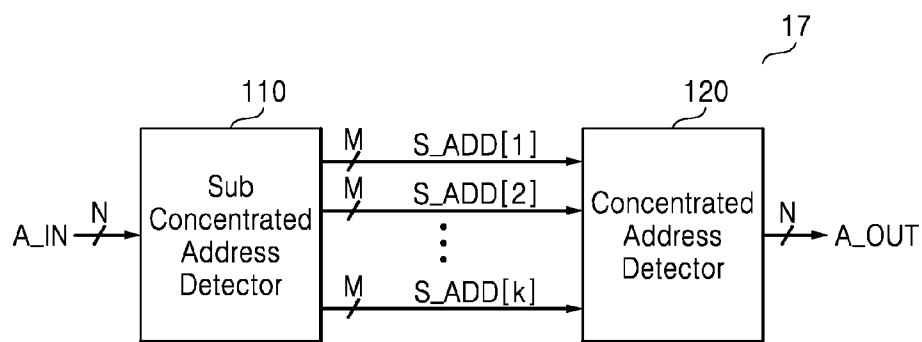 17
110
120
M S_ADD[1]
M S_ADD[2]
M S_ADD[k]
A_IN N
Sub
Concentrated
Address
Detector
Concentrated
Address
Detector
N A_OUT